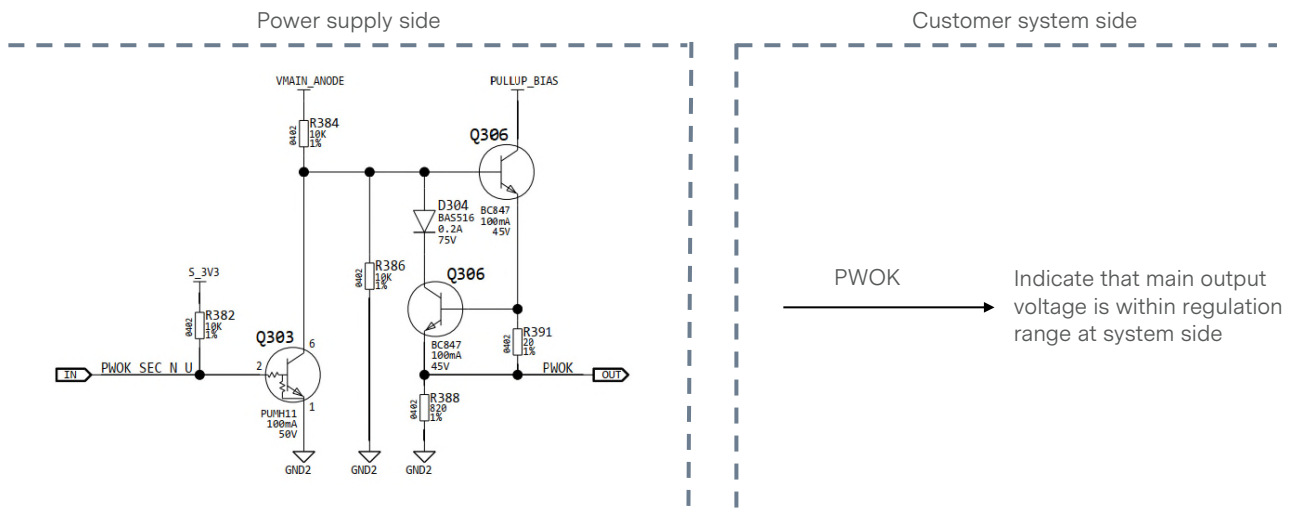 Power supply side
Customer system side
VMAIN_ANODE
PULLUP_BIAS
R384
0402
10K
1%
Q306
BC847
100mA
45V
D304
BAS516
0.2A
75V
S_3V3
R386
0402
10K
1%
Q306
R382
0402
10K
1%
Q303
6
2
1
PUMH11
100mA
50V
IN
PWOK_SEC_N_U
BC847
100mA
45V
R391
0402
20
1%
PWOK
OUT
R388
0402
820
1%
GND2
GND2
GND2
PWOK
Indicate that main output
voltage is within regulation
range at system side